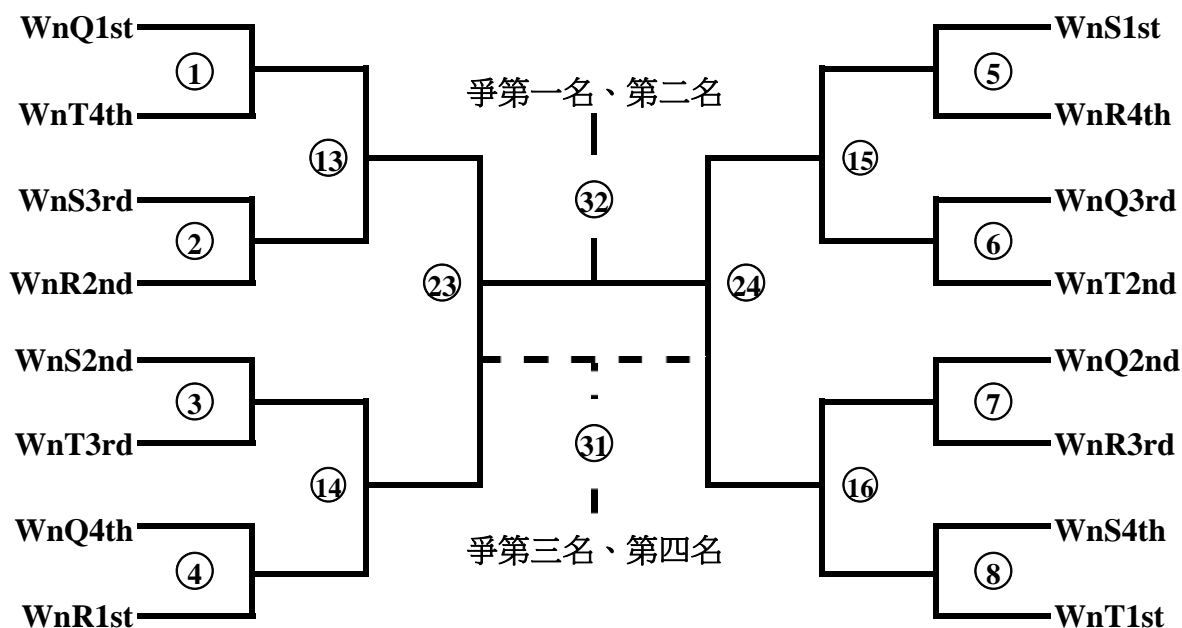 WnQ1st
1
WnT4th
13
WnS3rd
2
WnR2nd
23
WnS2nd
3
WnT3rd
14
WnQ4th
4
WnR1st
爭第一名、第二名
32
31
爭第三名、第四名
WnS1st
5
WnR4th
15
WnQ3rd
6
WnT2nd
24
WnQ2nd
7
WnR3rd
16
WnS4th
8
WnT1st